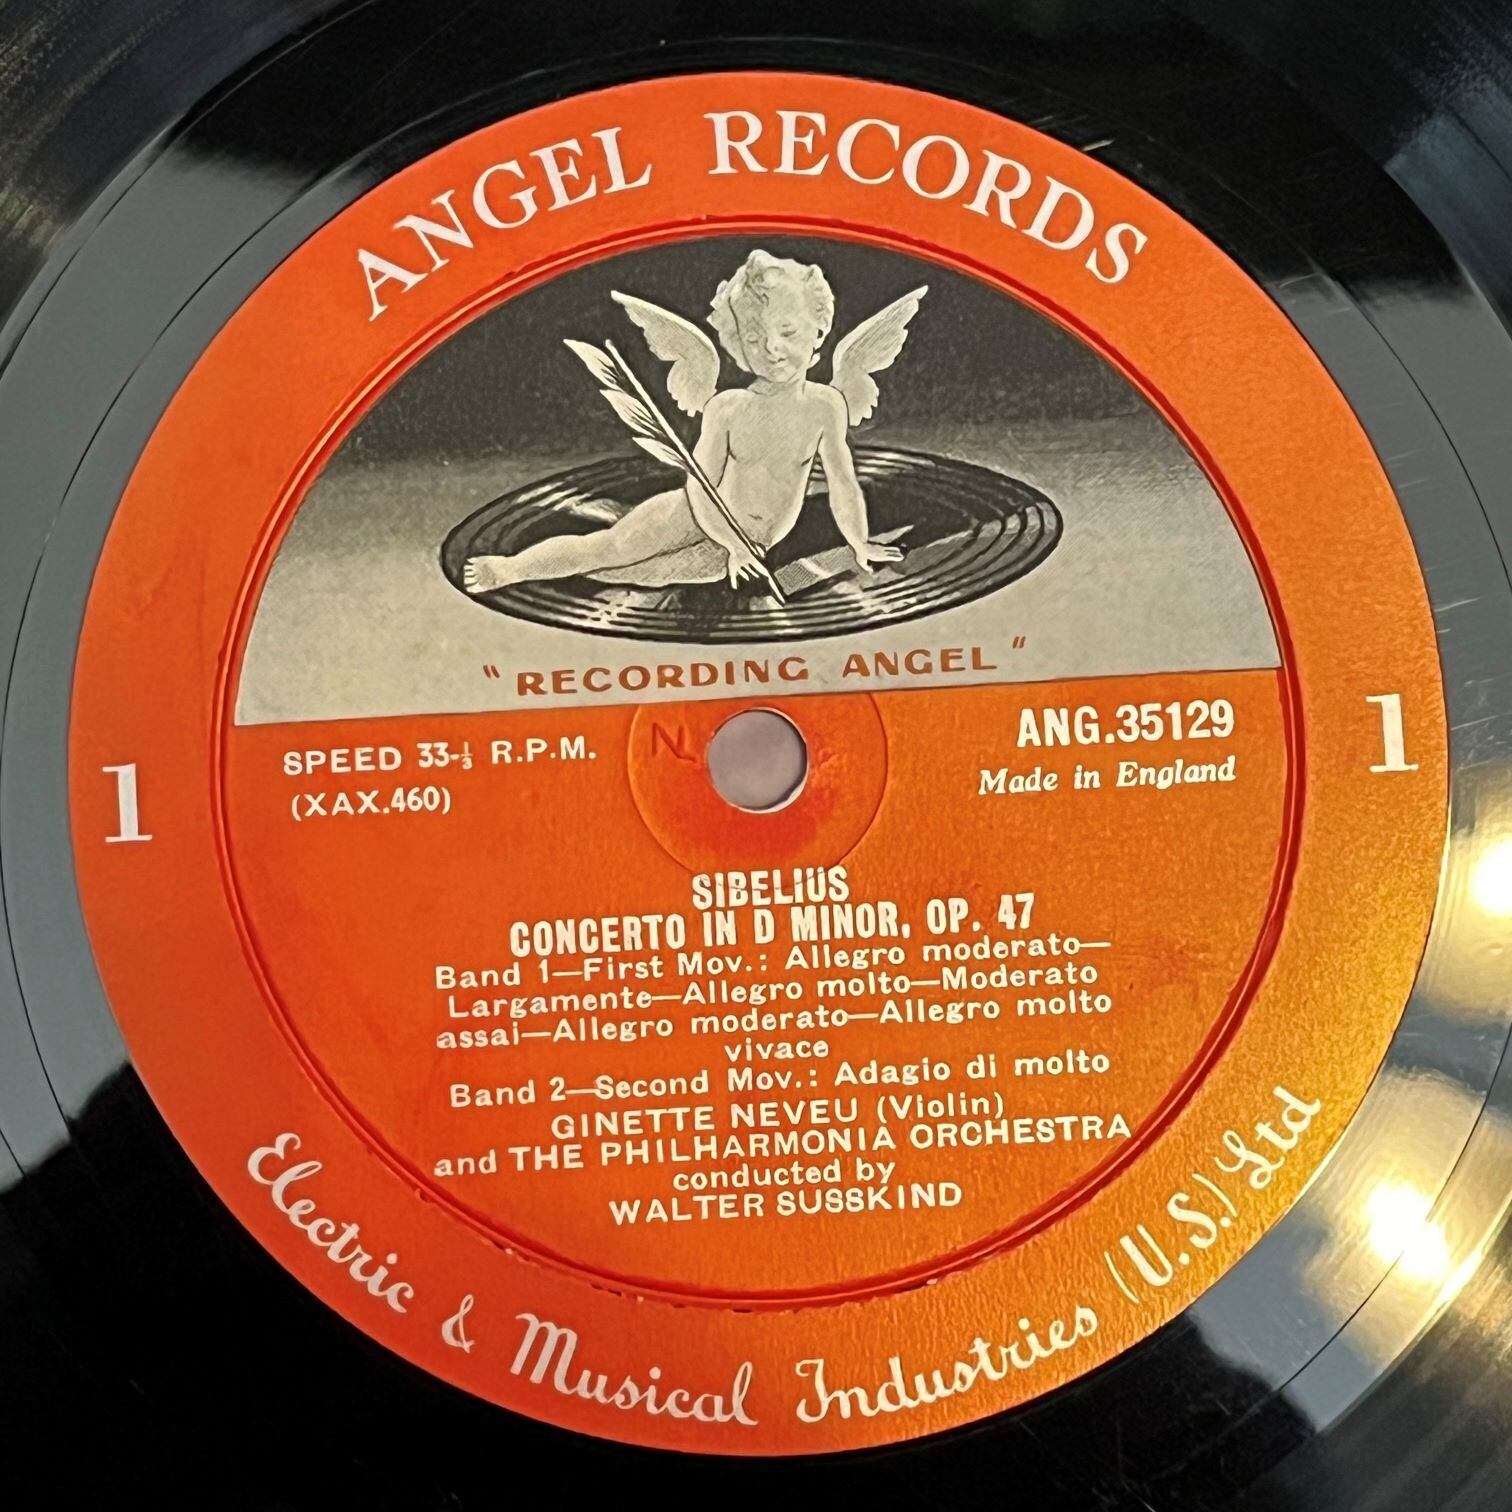 ANGEL RECORDS
" RECORDING ANGEL "
SPEED 33-⅓ R.P.M.
(XAX.460)
ANG.35129
Made in England
1
1
SIBELIUS
CONCERTO IN D MINOR, OP. 47
Band 1—First Mov.: Allegro moderato—
Largamente—Allegro molto—Moderato
assai—Allegro moderato—Allegro molto
vivace
Band 2—Second Mov.: Adagio di molto
GINETTE NEVEU (Violin)
and THE PHILHARMONIA ORCHESTRA
conducted by
WALTER SUSSKIND
Electric & Musical Industries (U.S.) Ltd